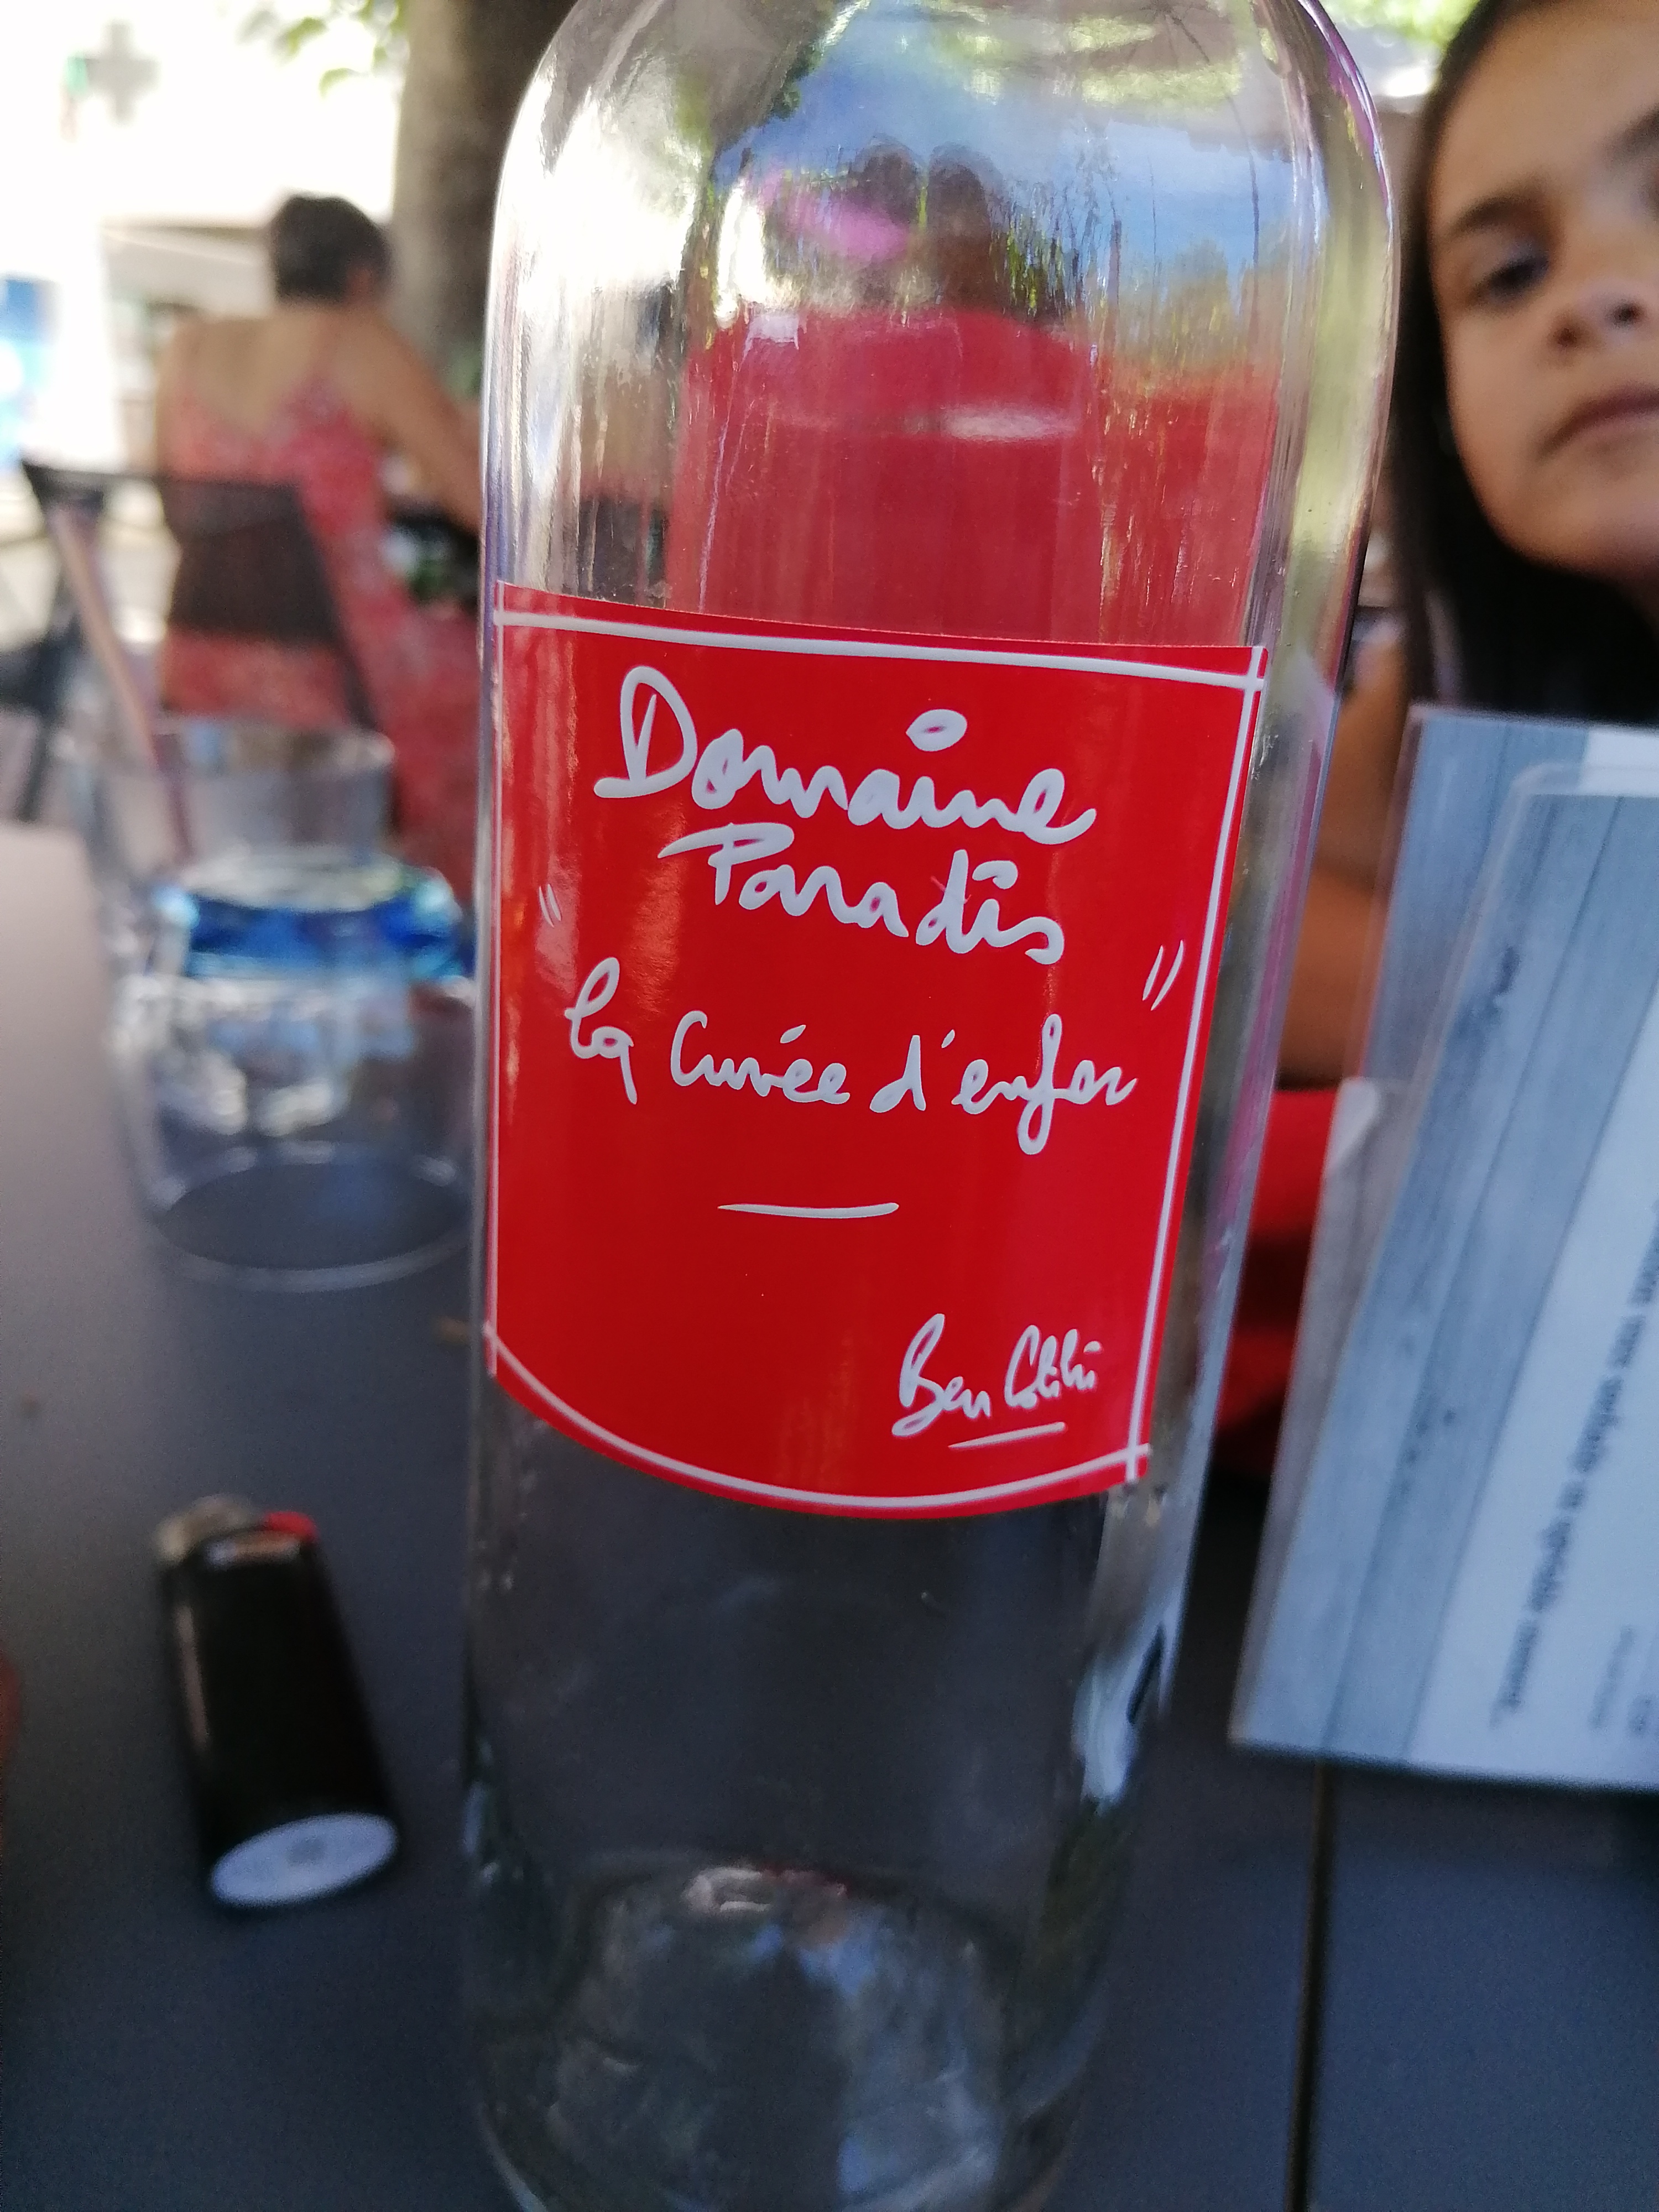 Domaine
Paradis
" la Cuvée d'enfer "
Ben